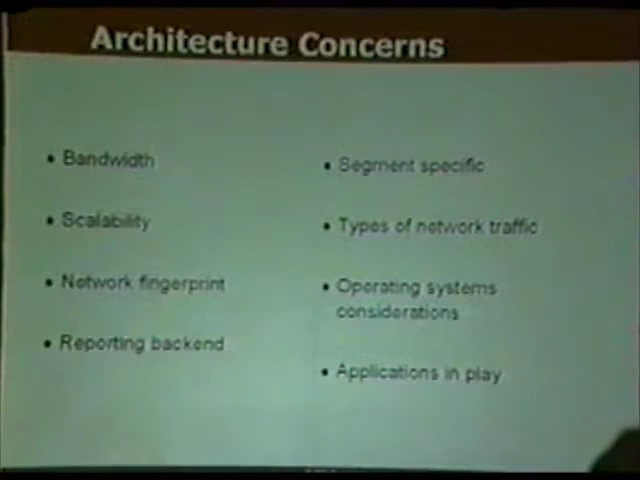 Architecture Concerns
• Bandwidth
• Scalability
• Network fingerprint
• Reporting backend
• Segment specific
• Types of network traffic
• Operating systems
considerations
• Applications in play